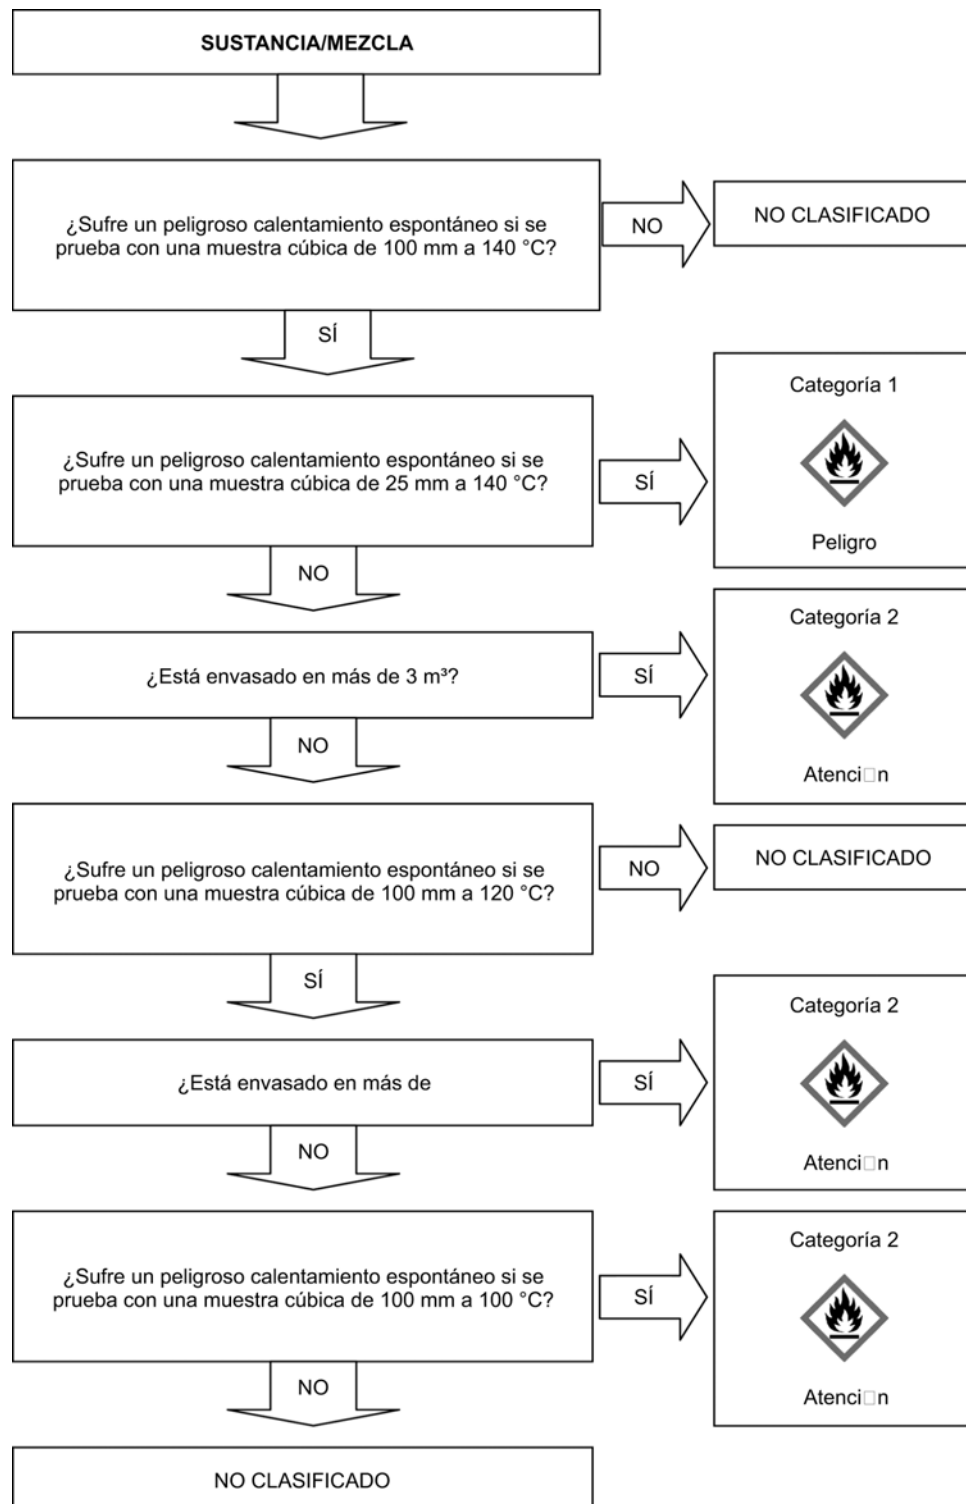 SUSTANCIA/MEZCLA
¿Sufre un peligroso calentamiento espontáneo si se
prueba con una muestra cúbica de 100 mm a 140 °C?
NO
NO CLASIFICADO
SÍ
¿Sufre un peligroso calentamiento espontáneo si se
prueba con una muestra cúbica de 25 mm a 140 °C?
SÍ
Categoría 1
Peligro
NO
¿Está envasado en más de 3 m³?
SÍ
Categoría 2
Atenci□n
NO
¿Sufre un peligroso calentamiento espontáneo si se
prueba con una muestra cúbica de 100 mm a 120 °C?
NO
NO CLASIFICADO
SÍ
¿Está envasado en más de
SÍ
Categoría 2
Atenci□n
NO
¿Sufre un peligroso calentamiento espontáneo si se
prueba con una muestra cúbica de 100 mm a 100 °C?
SÍ
Categoría 2
Atenci□n
NO
NO CLASIFICADO